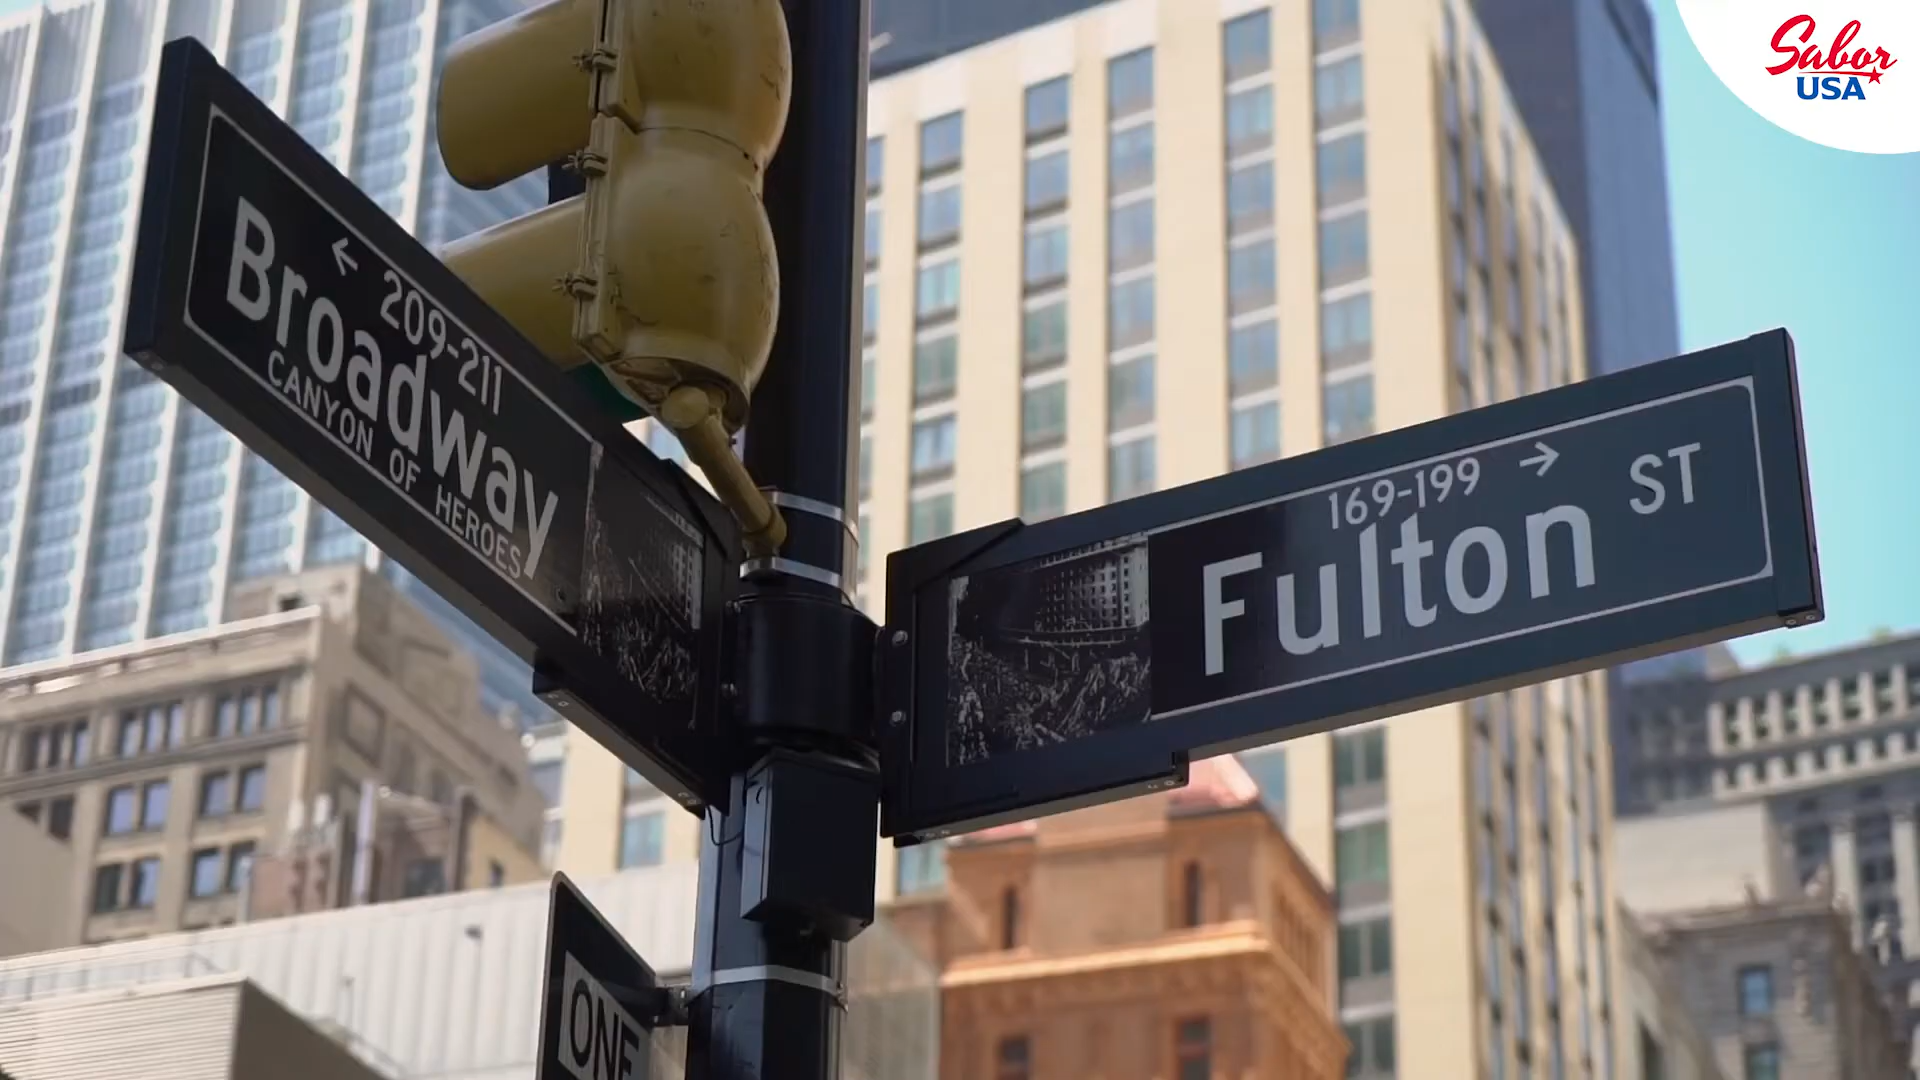 ← 209-211
Broadway
CANYON OF HEROES
169-199 →
Fulton ST
ONE
Sabor
USA